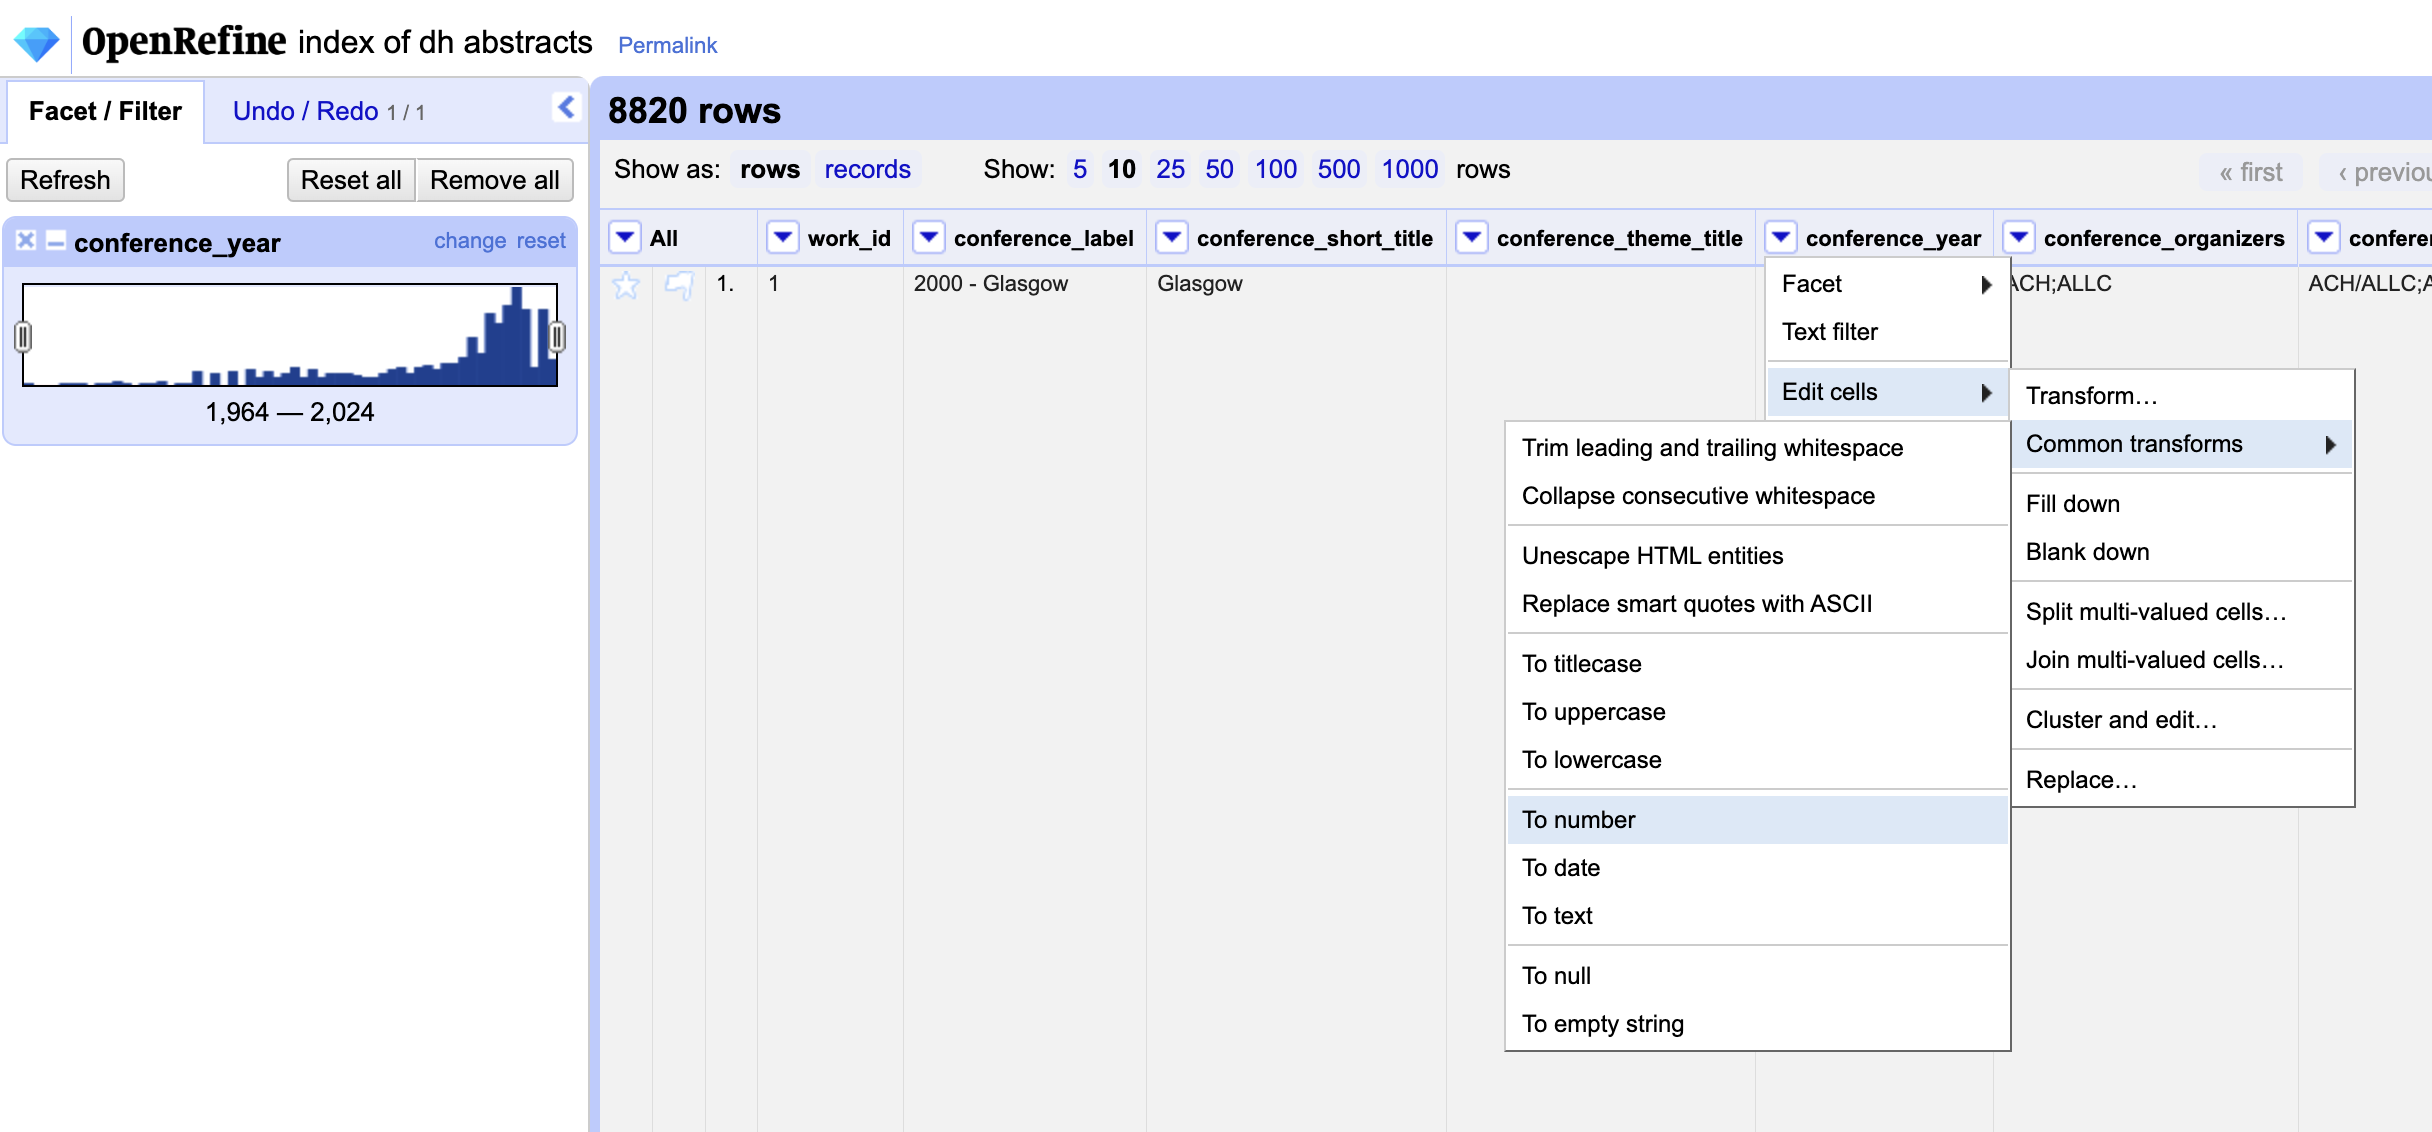 OpenRefine index of dh abstracts Permalink
Facet / Filter Undo / Redo 1 / 1
Refresh Reset all Remove all
conference_year change reset
1,964 — 2,024
8820 rows
Show as: rows records Show: 5 10 25 50 100 500 1000 rows « first ‹ previou
All work_id conference_label conference_short_title conference_theme_title conference_year conference_organizers confere
1. 1 2000 - Glasgow Glasgow ACH;ALLC ACH/ALLC;A
Facet
Text filter
Edit cells
Transform…
Common transforms
Fill down
Blank down
Split multi-valued cells…
Join multi-valued cells…
Cluster and edit…
Replace…
Trim leading and trailing whitespace
Collapse consecutive whitespace
Unescape HTML entities
Replace smart quotes with ASCII
To titlecase
To uppercase
To lowercase
To number
To date
To text
To null
To empty string